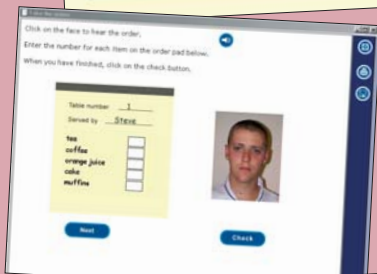 Click on the face to hear the order.
Enter the number for each item on the order pad below.
When you have finished, click on the check button.
Table number 1
Served by Steve
tea
coffee
orange juice
cake
muffins
Next
Check